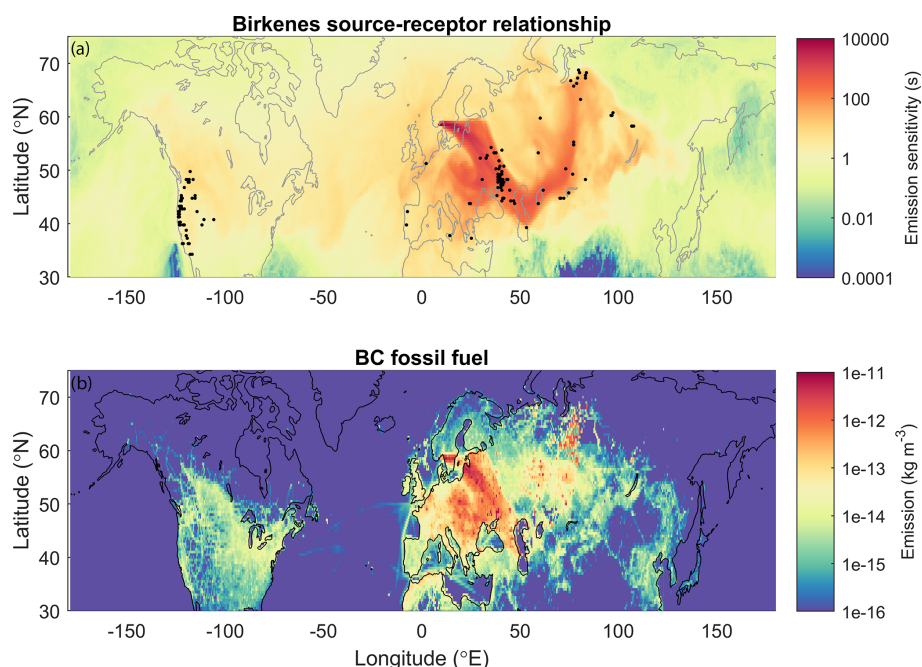 Birkenes source-receptor relationship
(a)
70
60
50
40
30
Latitude (°N)
-150
-100
-50
0
50
100
150
10000
100
1
0.01
0.0001
Emission sensitivity (s)
BC fossil fuel
(b)
70
60
50
40
30
Latitude (°N)
-150
-100
-50
0
50
100
150
Longitude (°E)
1e-11
1e-12
1e-13
1e-14
1e-15
1e-16
Emission (kg m⁻³)